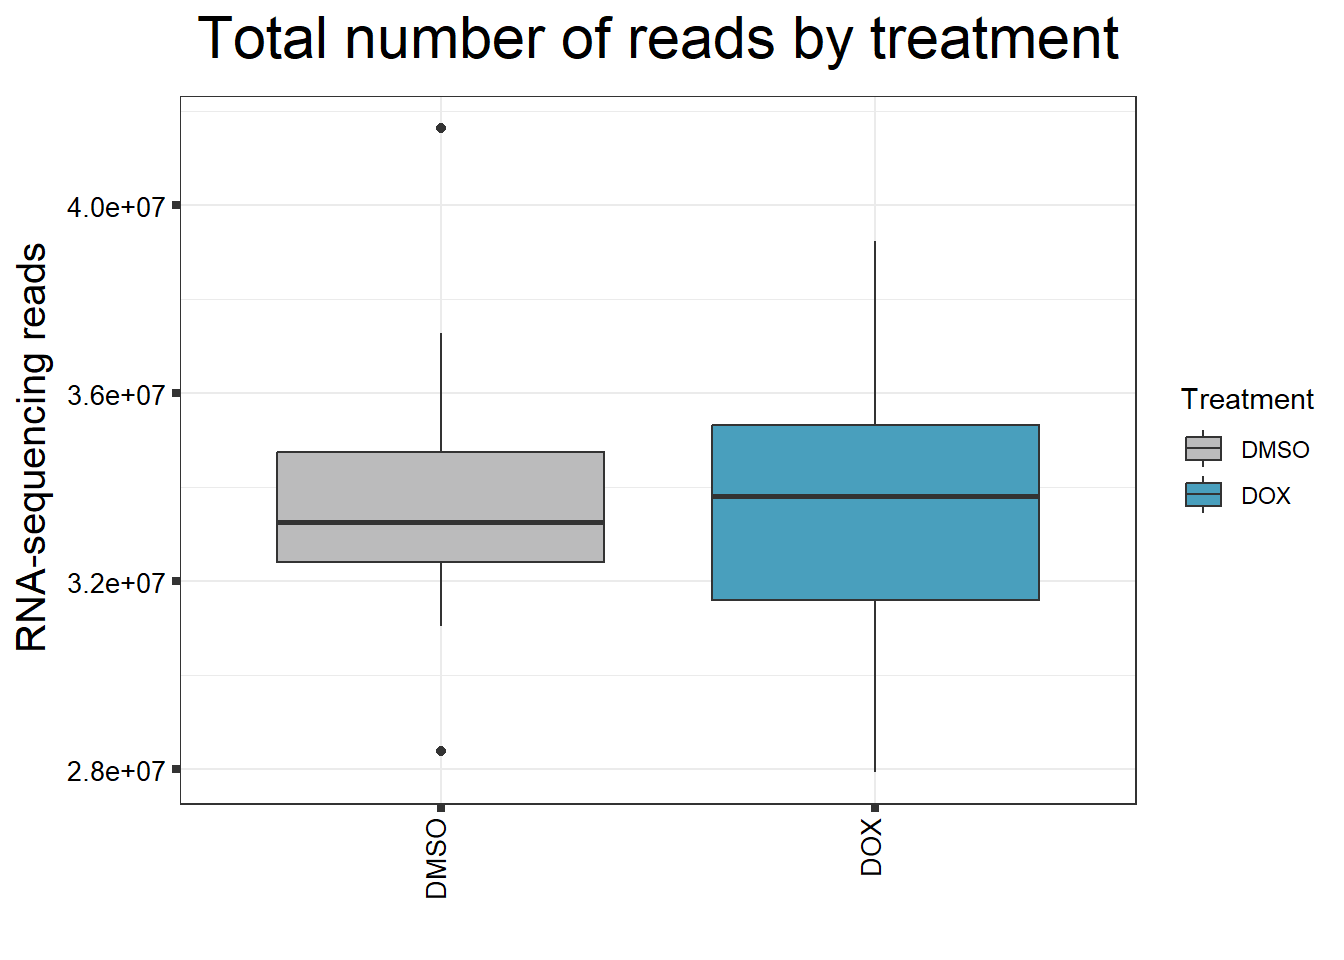 Total number of reads by treatment
RNA-sequencing reads
4.0e+07
3.6e+07
3.2e+07
2.8e+07
DMSO
DOX
Treatment
DMSO
DOX